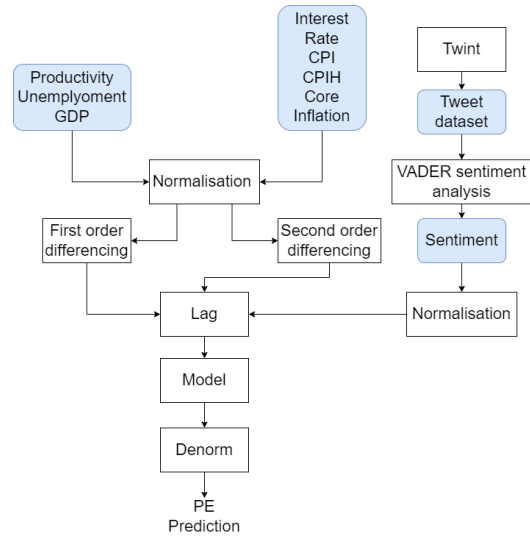 Productivity
Unemplyoment
GDP
Interest
Rate
CPI
CPIH
Core
Inflation
Twint
Tweet
dataset
VADER sentiment
analysis
Normalisation
First order
differencing
Second order
differencing
Sentiment
Lag
Normalisation
Model
Denorm
PE
Prediction